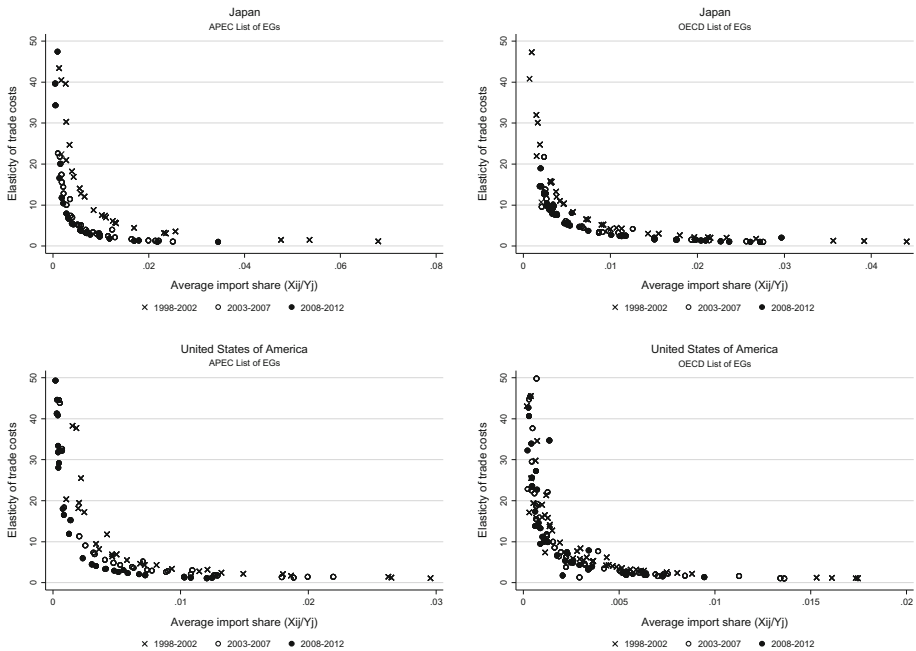 Japan
APEC List of EGs
50
40
30
20
10
0
Elasticty of trade costs
0 .02 .04 .06 .08
Average import share (Xij/Yj)
1998-2002 2003-2007 2008-2012
Japan
OECD List of EGs
50
40
30
20
10
0
Elasticty of trade costs
0 .01 .02 .03 .04
Average import share (Xij/Yj)
1998-2002 2003-2007 2008-2012
United States of America
APEC List of EGs
50
40
30
20
10
0
Elasticty of trade costs
0 .01 .02 .03
Average import share (Xij/Yj)
1998-2002 2003-2007 2008-2012
United States of America
OECD List of EGs
50
40
30
20
10
0
Elasticty of trade costs
0 .005 .01 .015 .02
Average import share (Xij/Yj)
1998-2002 2003-2007 2008-2012